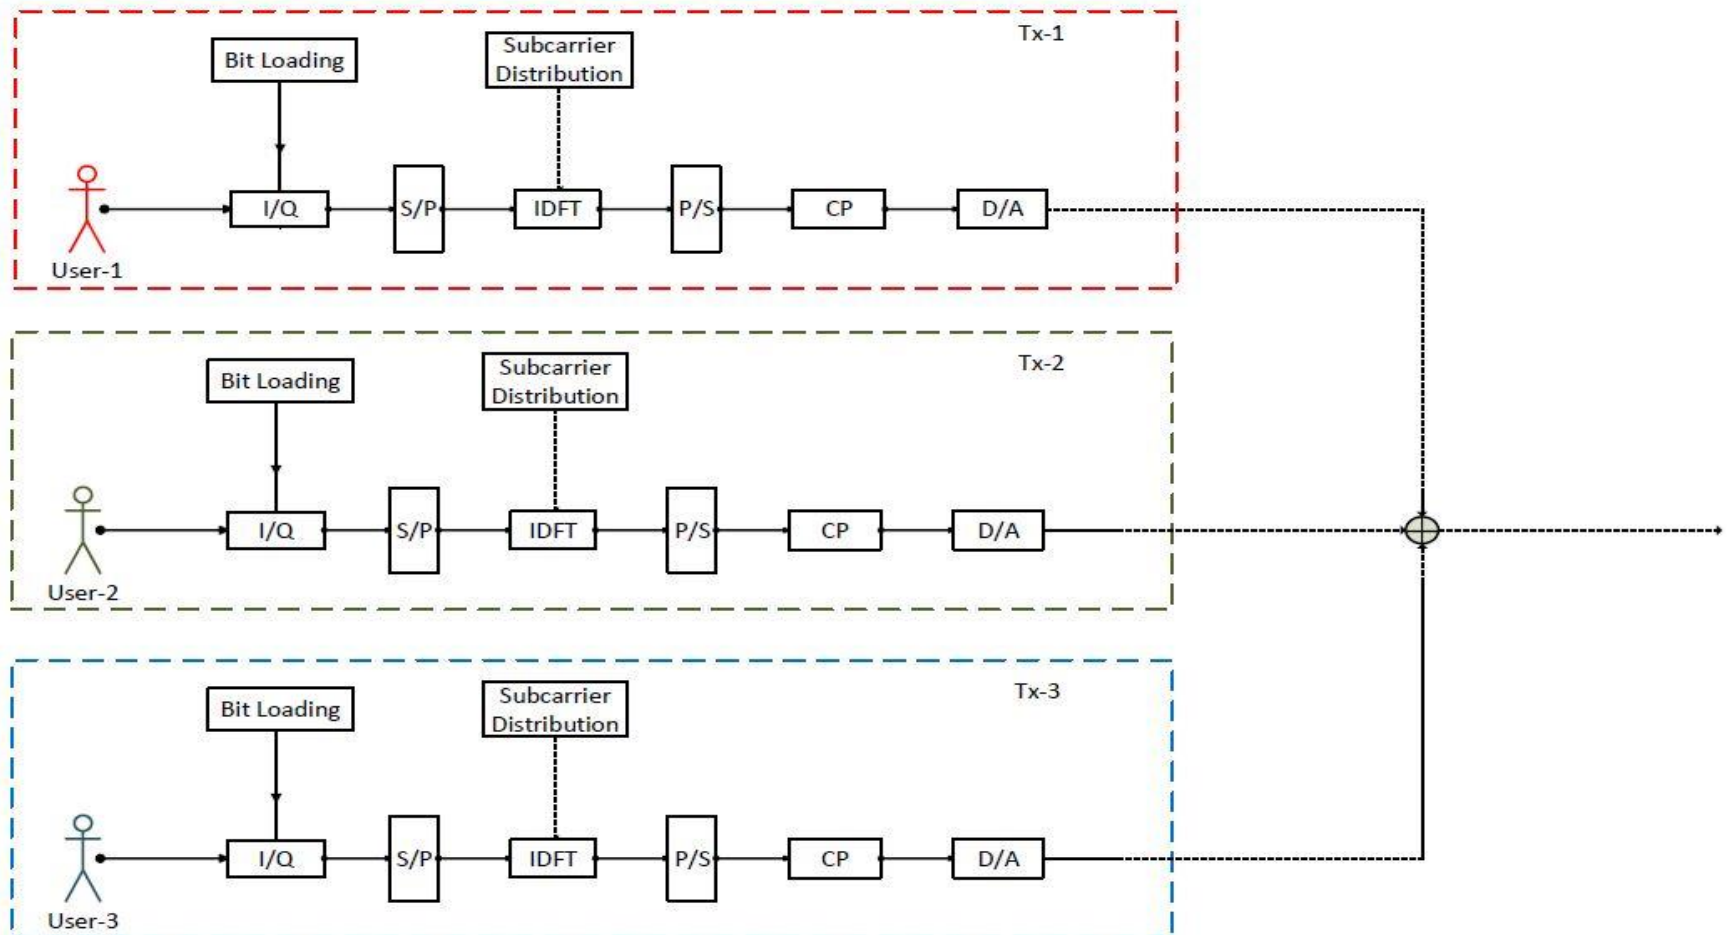 Tx-1
Bit Loading
Subcarrier
Distribution
I/Q
S/P
IDFT
P/S
CP
D/A
User-1
Tx-2
Bit Loading
Subcarrier
Distribution
I/Q
S/P
IDFT
P/S
CP
D/A
User-2
Tx-3
Bit Loading
Subcarrier
Distribution
I/Q
S/P
IDFT
P/S
CP
D/A
User-3